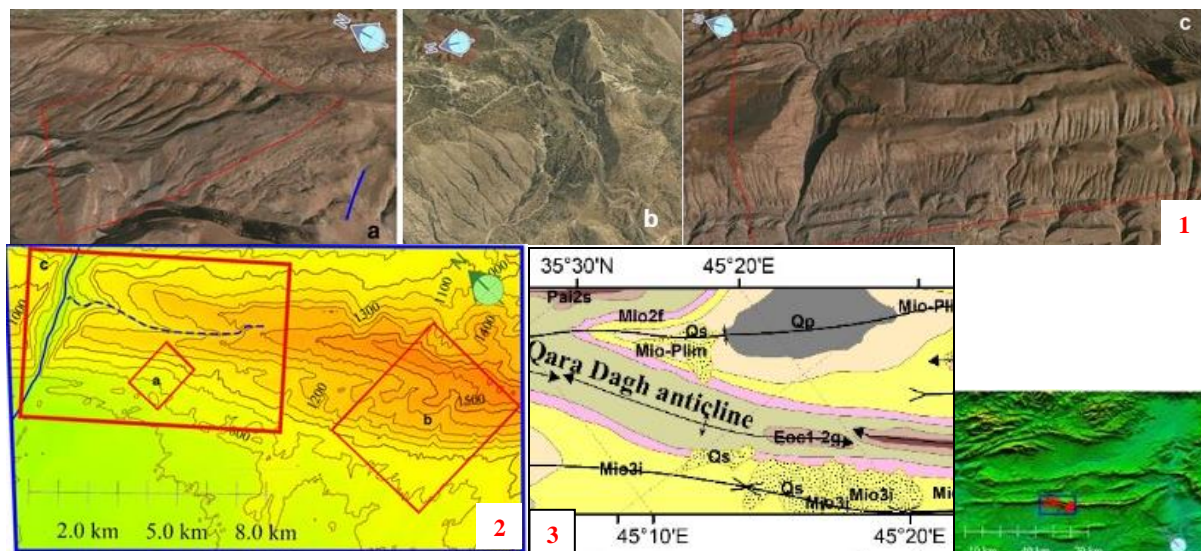 N
a
N
b
N
c
1
c
1000
a
600
1200
1300
1100
1400
1500
b
N
2.0 km 5.0 km 8.0 km
2
35°30'N 45°20'E
Pal2s
Mio2f
Qs
Qp
Mio-Plim
Qara Dagh anticline
Eoc1-2g
Qs
Mio3i
Qs
Mio3i
Mio3i
3
45°10'E 45°20'E